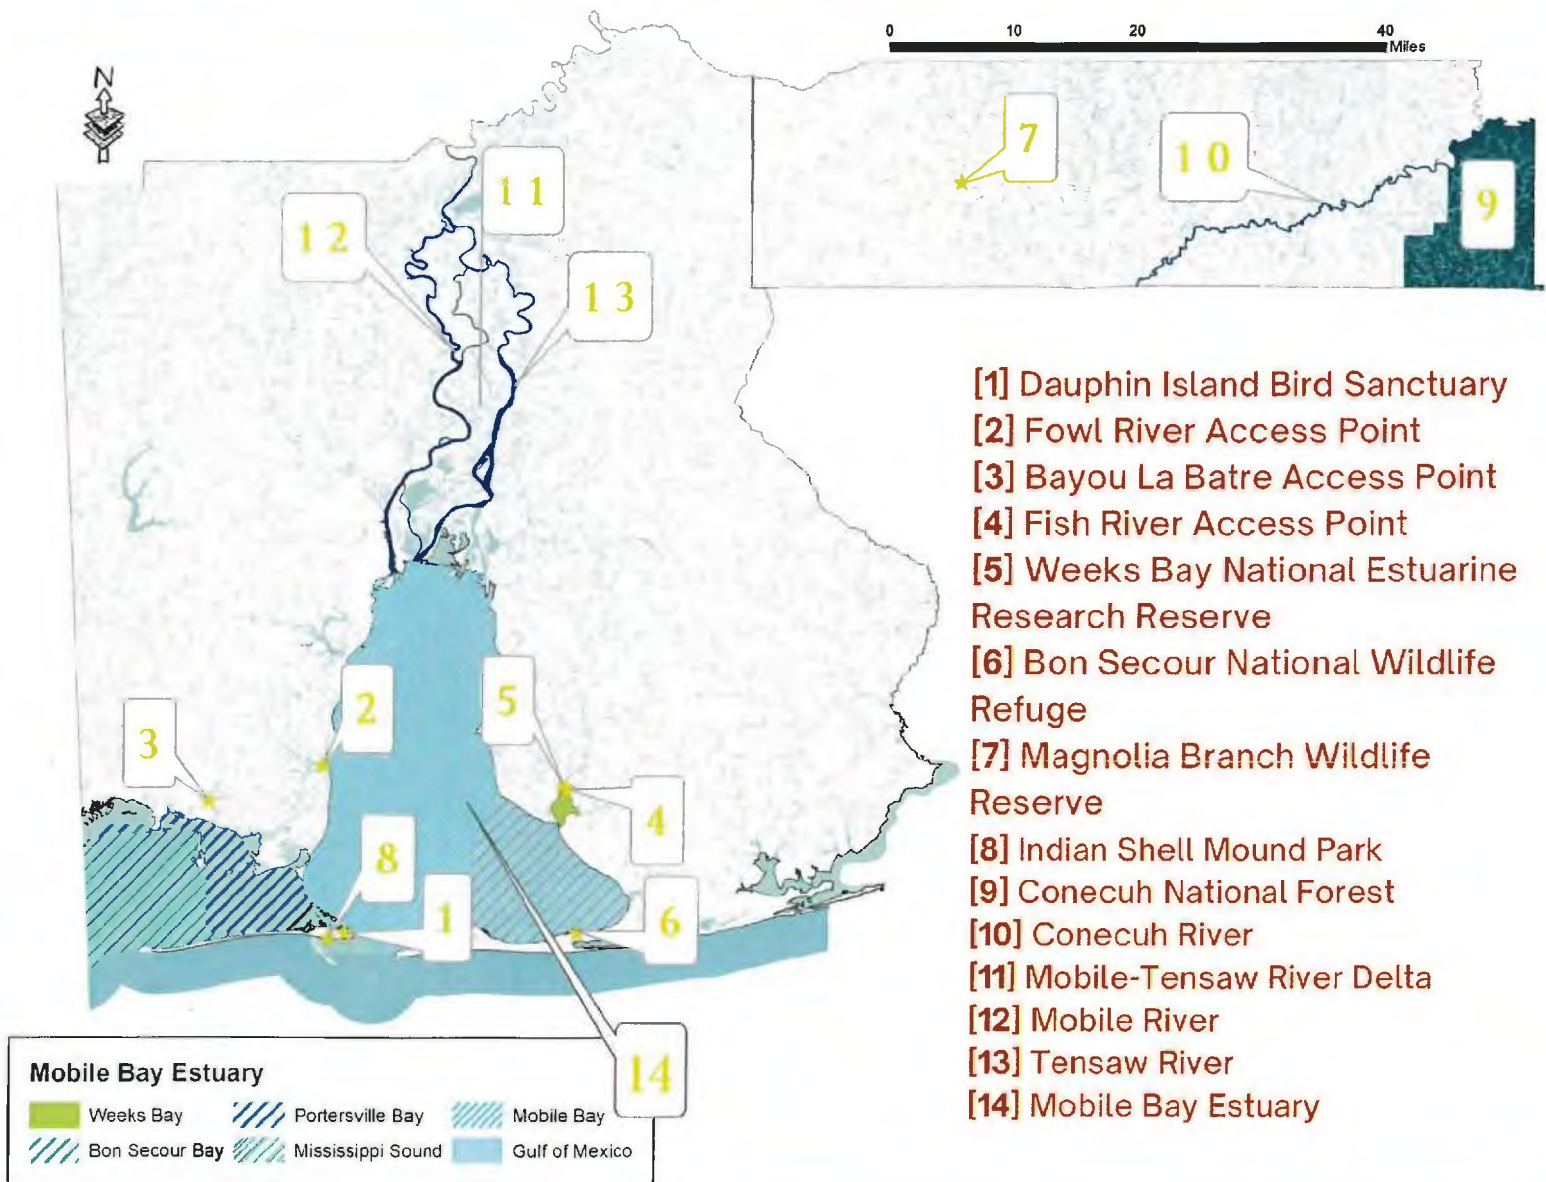 0 10 20 40
Miles
N
7
10
11
9
12
13
[1] Dauphin Island Bird Sanctuary
[2] Fowl River Access Point
[3] Bayou La Batre Access Point
[4] Fish River Access Point
[5] Weeks Bay National Estuarine
Research Reserve
[6] Bon Secour National Wildlife
Refuge
[7] Magnolia Branch Wildlife
Reserve
[8] Indian Shell Mound Park
[9] Conecuh National Forest
[10] Conecuh River
[11] Mobile-Tensaw River Delta
[12] Mobile River
[13] Tensaw River
[14] Mobile Bay Estuary
2
5
3
4
8
1
6
14
Mobile Bay Estuary
Weeks Bay
Portersville Bay
Mobile Bay
Bon Secour Bay
Mississippi Sound
Gulf of Mexico